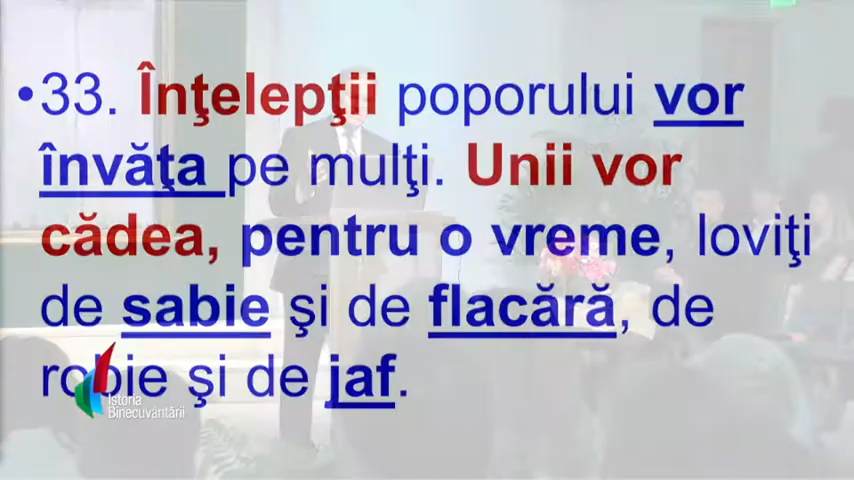 •33. Înţelepţii poporului vor
învăţa pe mulţi. Unii vor
cădea, pentru o vreme, loviţi
de sabie şi de flacără, de
robie şi de jaf.
Istoria
Binecuvântării